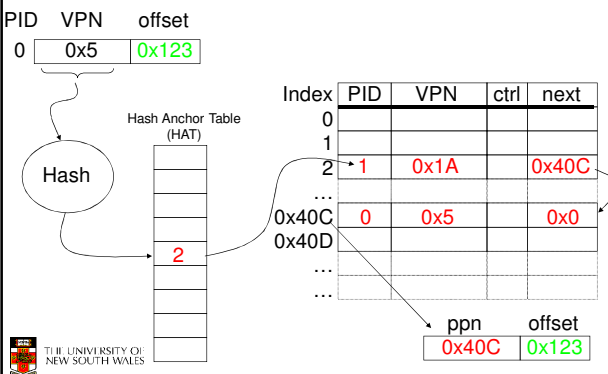 PID VPN offset
0 0x5 0x123
Hash Anchor Table
(HAT)
Hash
2
Index PID VPN ctrl next
0
1
2 1 0x1A 0x40C
...
0x40C 0 0x5 0x0
0x40D
...
...
ppn offset
0x40C 0x123
THE UNIVERSITY OF
NEW SOUTH WALES